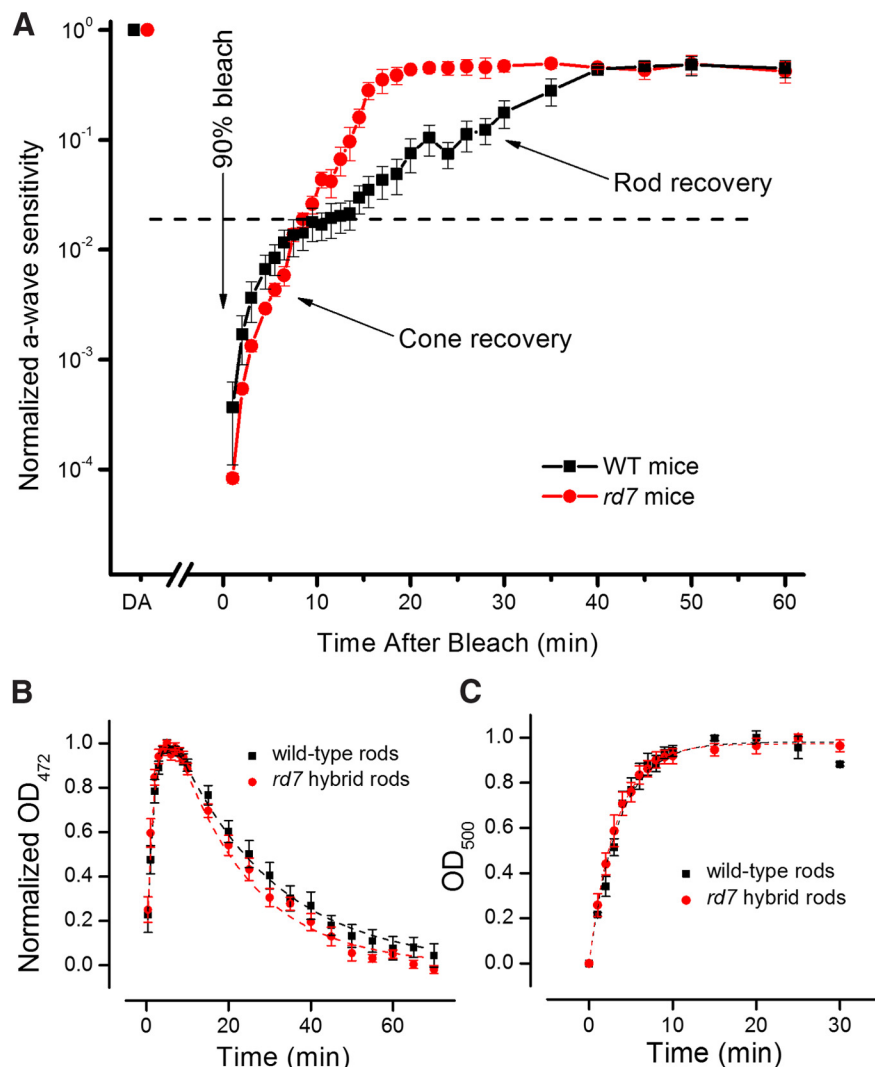 A
Normalized a-wave sensitivity
10⁰
10⁻¹
10⁻²
10⁻³
10⁻⁴
90% bleach
Rod recovery
Cone recovery
WT mice
rd7 mice
DA
0
10
20
30
40
50
60
Time After Bleach (min)
B
Normalized OD₄₇₂
1.0
0.8
0.6
0.4
0.2
0.0
wild-type rods
rd7 hybrid rods
0
20
40
60
Time (min)
C
OD₅₀₀
1.0
0.8
0.6
0.4
0.2
0.0
wild-type rods
rd7 hybrid rods
0
10
20
30
Time (min)